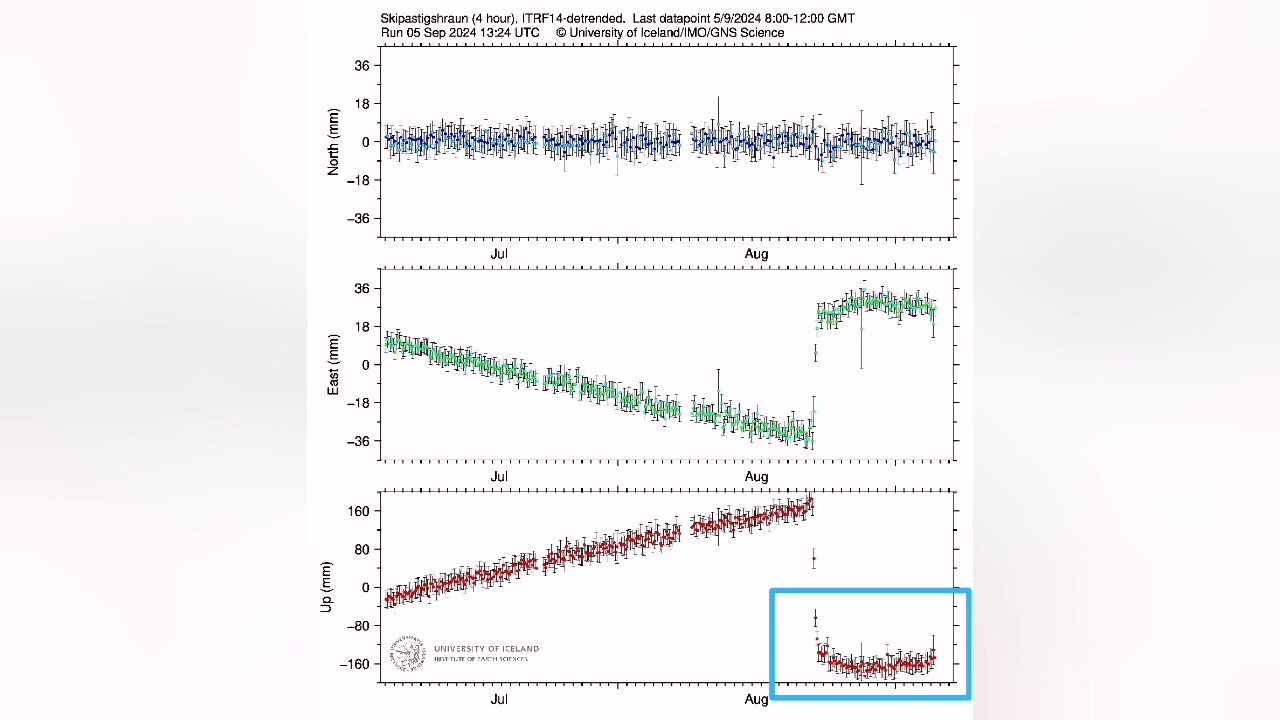 Skipastigshraun (4 hour), ITRF14-detrended. Last datapoint 5/9/2024 8:00-12:00 GMT
Run 05 Sep 2024 13:24 UTC © University of Iceland/IMO/GNS Science
36
18
0
−18
−36
North (mm)
Jul Aug
36
18
0
−18
−36
East (mm)
Jul Aug
160
80
0
−80
−160
Up (mm)
UNIVERSITY OF ICELAND
INSTITUTE OF EARTH SCIENCES
Jul Aug